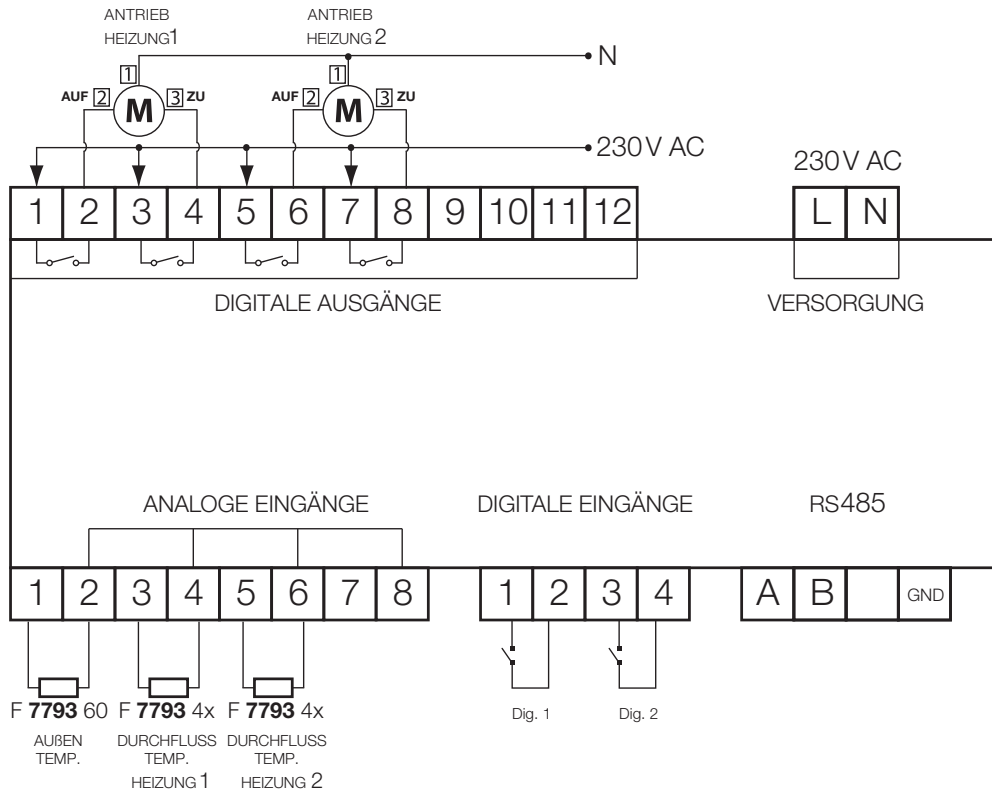 ANTRIEB
HEIZUNG 1
ANTRIEB
HEIZUNG 2
N
1
1
AUF 2
3 ZU
AUF 2
3 ZU
M
M
230 V AC
230 V AC
1 2 3 4 5 6 7 8 9 10 11 12
L N
DIGITALE AUSGÄNGE
VERSORGUNG
ANALOGE EINGÄNGE
DIGITALE EINGÄNGE
RS485
1 2 3 4 5 6 7 8
1 2 3 4
A B GND
F 7793 60
F 7793 4x
F 7793 4x
Dig. 1
Dig. 2
AUßEN
TEMP.
DURCHFLUSS
TEMP.
HEIZUNG 1
DURCHFLUSS
TEMP.
HEIZUNG 2